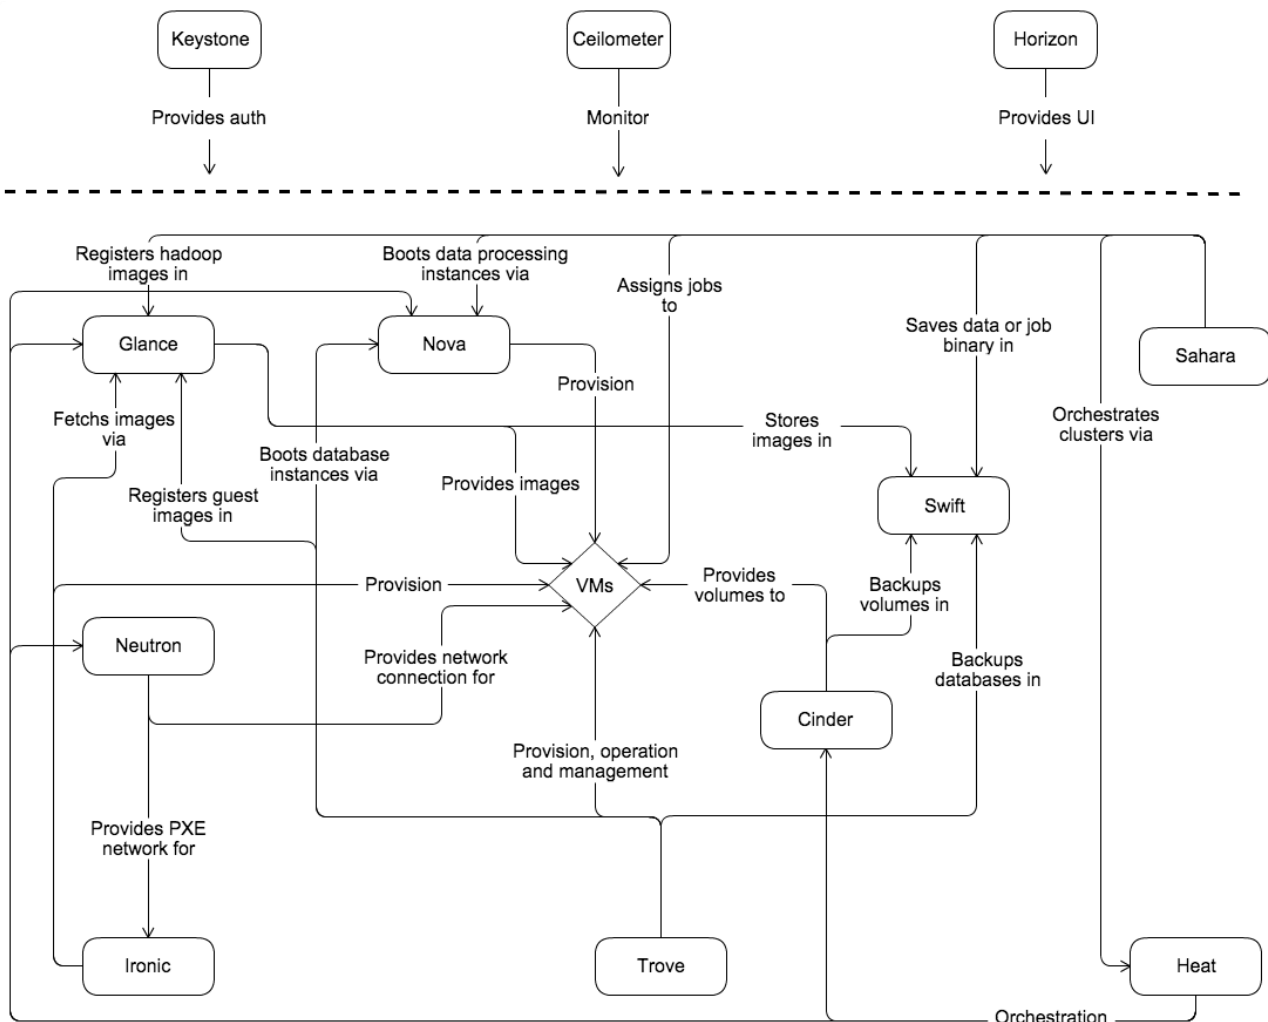 Keystone
Ceilometer
Horizon
Provides auth
Monitor
Provides UI
Registers hadoop
images in
Boots data processing
instances via
Assigns jobs
to
Saves data or job
binary in
Glance
Nova
Sahara
Provision
Fetchs images
via
Stores
images in
Orchestrates
clusters via
Boots database
instances via
Provides images
Registers guest
images in
Swift
Provision
VMs
Provides
volumes to
Backups
volumes in
Neutron
Provides network
connection for
Backups
databases in
Cinder
Provision, operation
and management
Provides PXE
network for
Ironic
Trove
Heat
Orchestration